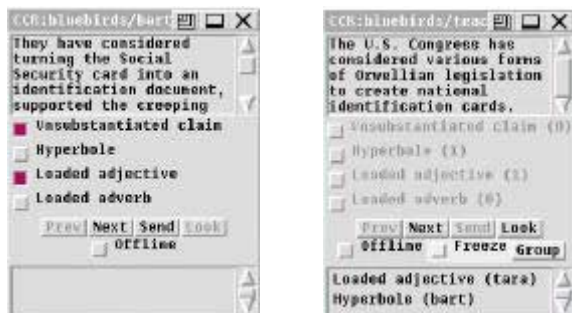 CCR:bluebirds/bart
They have considered
turning the Social
Security card into an
identification document,
supported the creeping
Unsubstantiated claim
Hyperbole
Loaded adjective
Loaded adverb
Prev Next Send Look
Offline
CCR:bluebirds/teac
The U.S. Congress has
considered various forms
of Orwellian legislation
to create national
identification cards.
Unsubstantiated claim (0)
Hyperbole (1)
Loaded adjective (1)
Loaded adverb (0)
Prev Next Send Look
Offline Freeze Group
Loaded adjective (tara)
Hyperbole (bart)